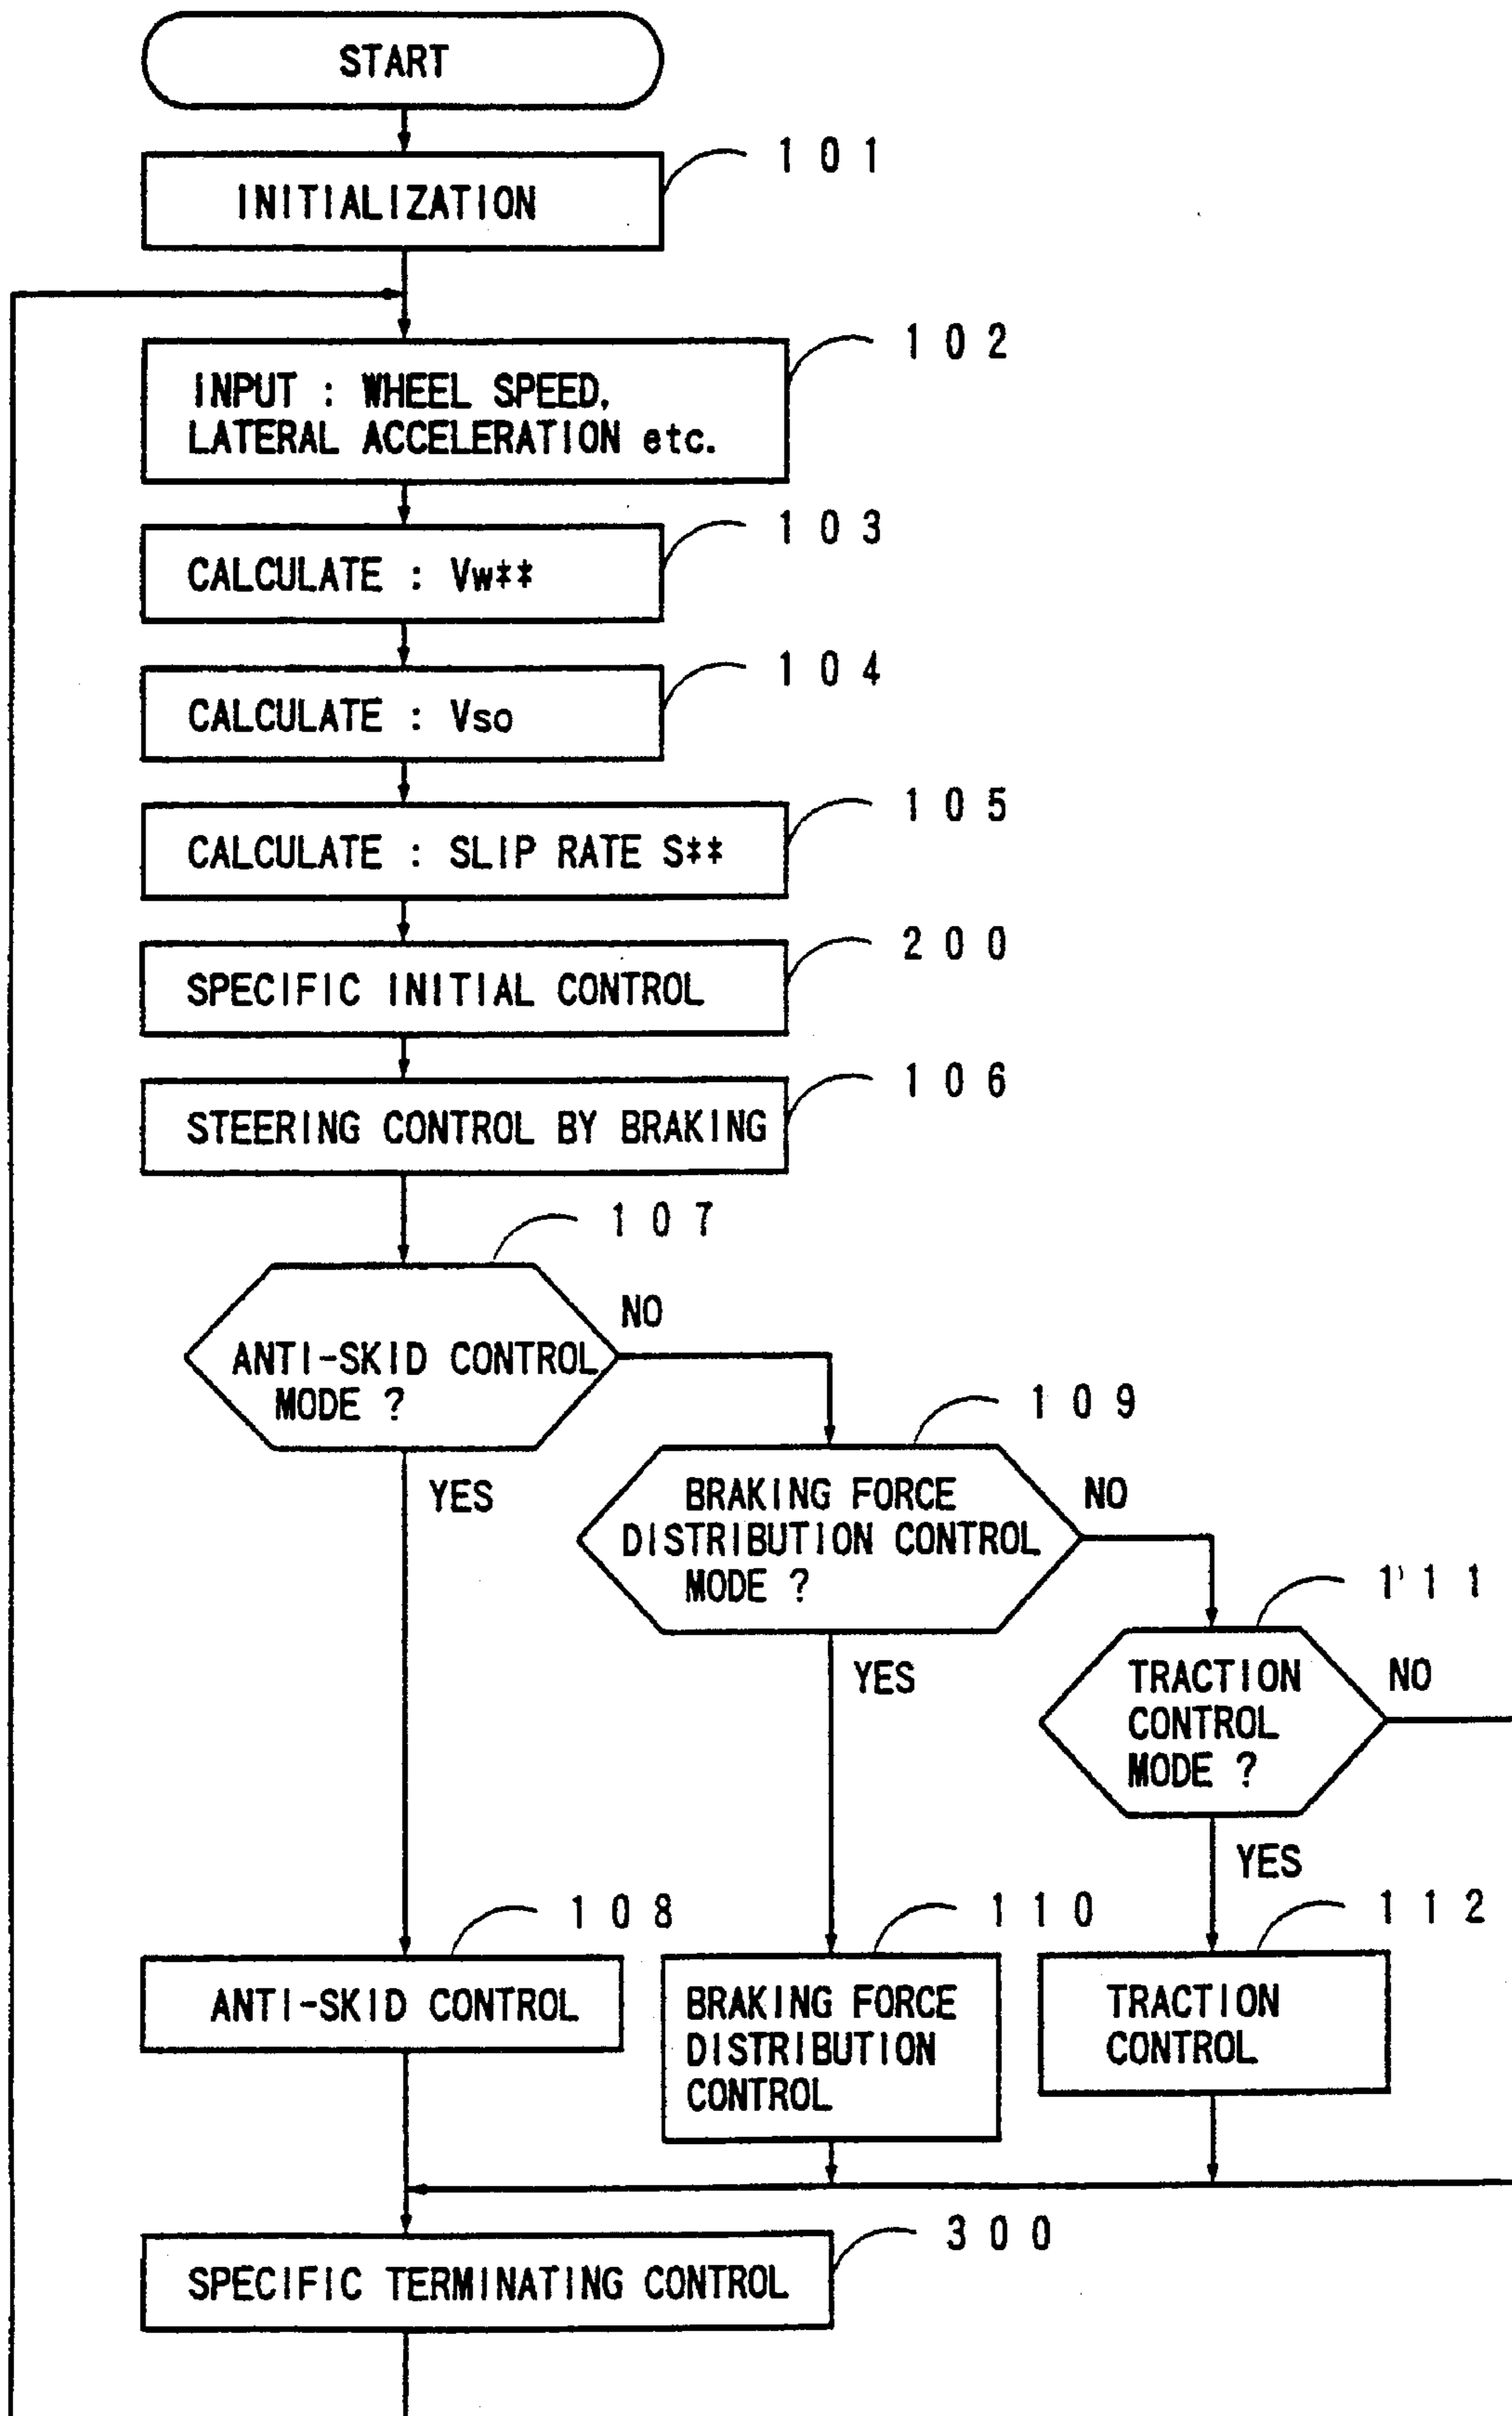 START
101
INITIALIZATION
102
INPUT : WHEEL SPEED,
LATERAL ACCELERATION etc.
103
CALCULATE : Vw**
104
CALCULATE : Vso
105
CALCULATE : SLIP RATE S**
200
SPECIFIC INITIAL CONTROL
106
STEERING CONTROL BY BRAKING
107
ANTI-SKID CONTROL
MODE ?
NO
YES
109
BRAKING FORCE
DISTRIBUTION CONTROL
MODE ?
NO
YES
111
TRACTION
CONTROL
MODE ?
NO
YES
108
ANTI-SKID CONTROL
110
BRAKING FORCE
DISTRIBUTION
CONTROL
112
TRACTION
CONTROL
300
SPECIFIC TERMINATING CONTROL